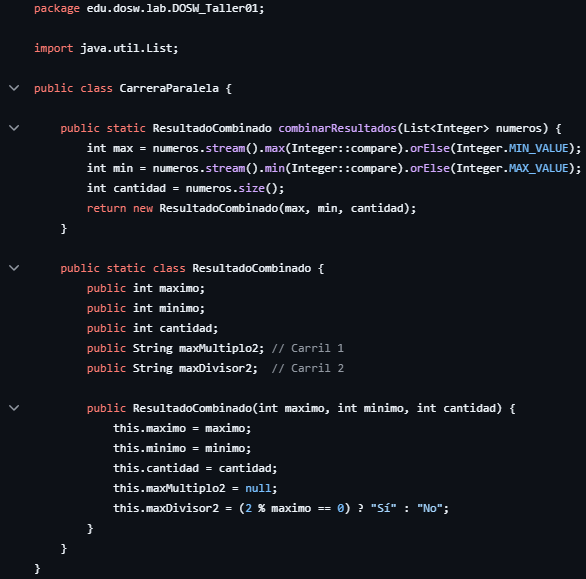 package edu.dosw.lab.DOSW_Taller01;
import java.util.List;
public class CarreraParalela {
public static ResultadoCombinado combinarResultados(List<Integer> numeros) {
int max = numeros.stream().max(Integer::compare).orElse(Integer.MIN_VALUE);
int min = numeros.stream().min(Integer::compare).orElse(Integer.MAX_VALUE);
int cantidad = numeros.size();
return new ResultadoCombinado(max, min, cantidad);
}
public static class ResultadoCombinado {
public int maximo;
public int minimo;
public int cantidad;
public String maxMultiplo2; // Carril 1
public String maxDivisor2;  // Carril 2
public ResultadoCombinado(int maximo, int minimo, int cantidad) {
this.maximo = maximo;
this.minimo = minimo;
this.cantidad = cantidad;
this.maxMultiplo2 = null;
this.maxDivisor2 = (2 % maximo == 0) ? "Sí" : "No";
}
}
}